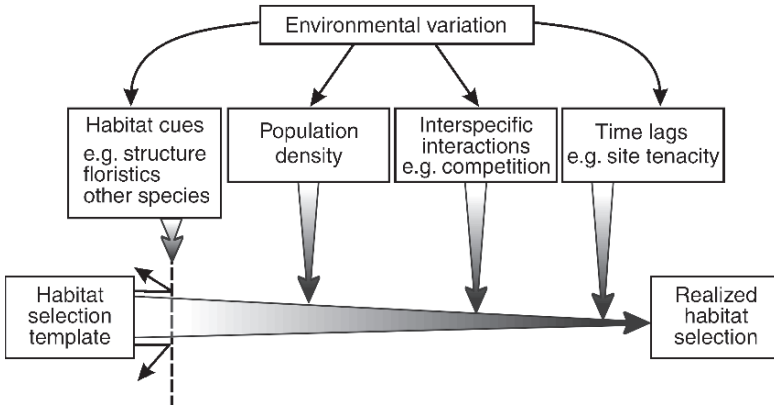 Environmental variation
Habitat cues
e.g. structure
floristics
other species
Population
density
Interspecific
interactions
e.g. competition
Time lags
e.g. site tenacity
Habitat
selection
template
Realized
habitat
selection